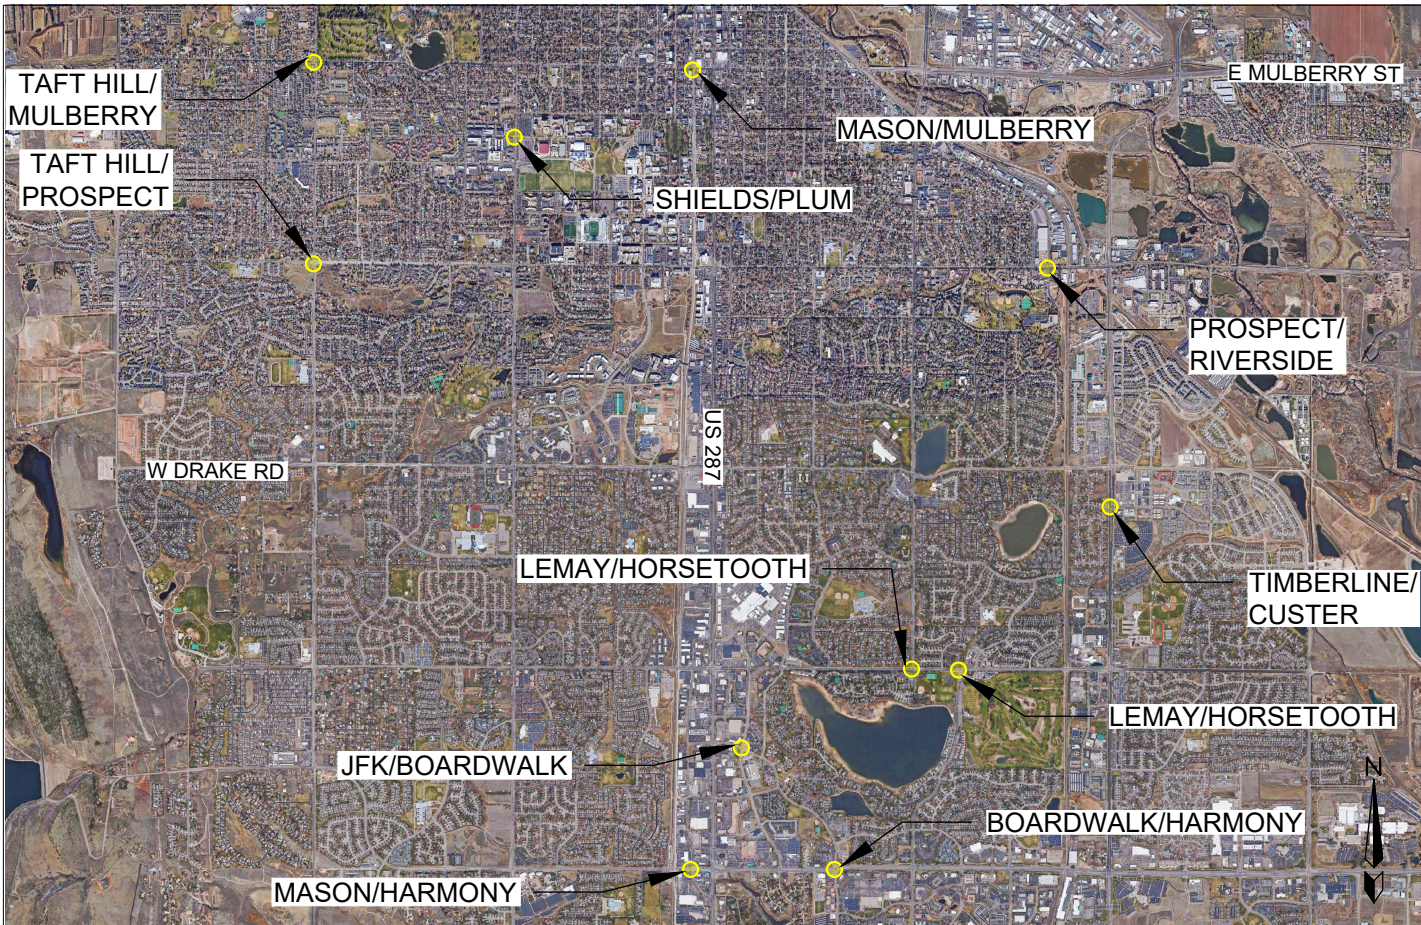 TAFT HILL/
MULBERRY
E MULBERRY ST
MASON/MULBERRY
TAFT HILL/
PROSPECT
SHIELDS/PLUM
PROSPECT/
RIVERSIDE
US 287
W DRAKE RD
LEMAY/HORSETOOTH
TIMBERLINE/
CUSTER
LEMAY/HORSETOOTH
JFK/BOARDWALK
N
BOARDWALK/HARMONY
MASON/HARMONY